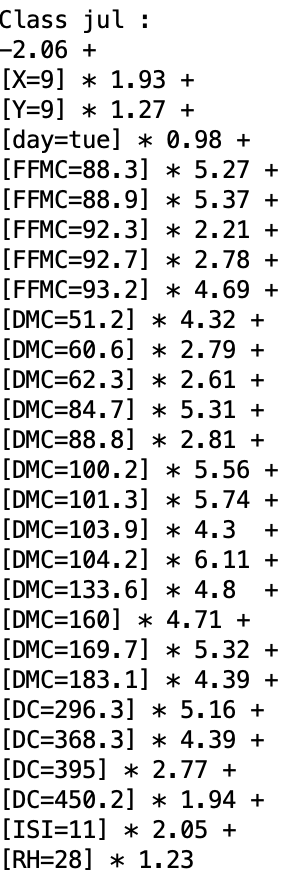 Class jul :
−2.06 +
[X=9] * 1.93 +
[Y=9] * 1.27 +
[day=tue] * 0.98 +
[FFMC=88.3] * 5.27 +
[FFMC=88.9] * 5.37 +
[FFMC=92.3] * 2.21 +
[FFMC=92.7] * 2.78 +
[FFMC=93.2] * 4.69 +
[DMC=51.2] * 4.32 +
[DMC=60.6] * 2.79 +
[DMC=62.3] * 2.61 +
[DMC=84.7] * 5.31 +
[DMC=88.8] * 2.81 +
[DMC=100.2] * 5.56 +
[DMC=101.3] * 5.74 +
[DMC=103.9] * 4.3  +
[DMC=104.2] * 6.11 +
[DMC=133.6] * 4.8  +
[DMC=160] * 4.71 +
[DMC=169.7] * 5.32 +
[DMC=183.1] * 4.39 +
[DC=296.3] * 5.16 +
[DC=368.3] * 4.39 +
[DC=395] * 2.77 +
[DC=450.2] * 1.94 +
[ISI=11] * 2.05 +
[RH=28] * 1.23